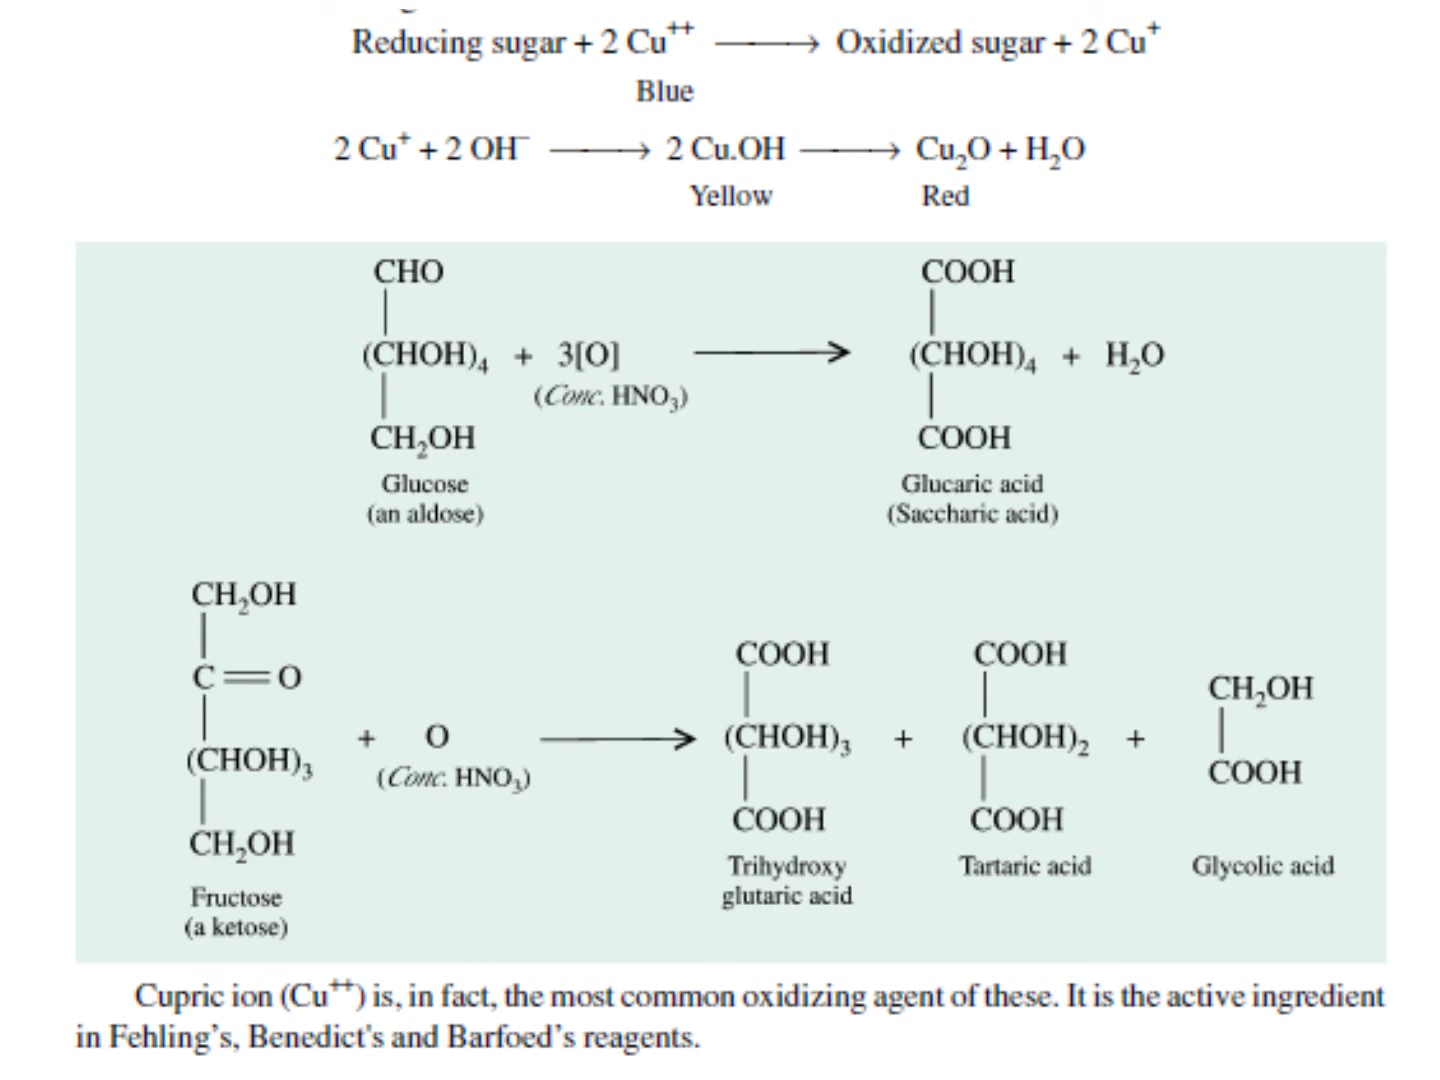 Reducing sugar + 2 Cu⁺⁺ ⟶ Oxidized sugar + 2 Cu⁺
Blue
2 Cu⁺ + 2 OH⁻ ⟶ 2 Cu.OH ⟶ Cu₂O + H₂O
Yellow Red
CHO COOH
(CHOH)₄ + 3[O] ⟶ (CHOH)₄ + H₂O
(Conc. HNO₃)
CH₂OH COOH
Glucose Glucaric acid
(an aldose) (Saccharic acid)
CH₂OH
COOH COOH
C=O CH₂OH
+ O ⟶ (CHOH)₃ + (CHOH)₂ +
(CHOH)₃ (Conc. HNO₃) COOH
COOH COOH
CH₂OH
Trihydroxy Tartaric acid Glycolic acid
Fructose glutaric acid
(a ketose)
Cupric ion (Cu⁺⁺) is, in fact, the most common oxidizing agent of these. It is the active ingredient
in Fehling's, Benedict's and Barfoed's reagents.